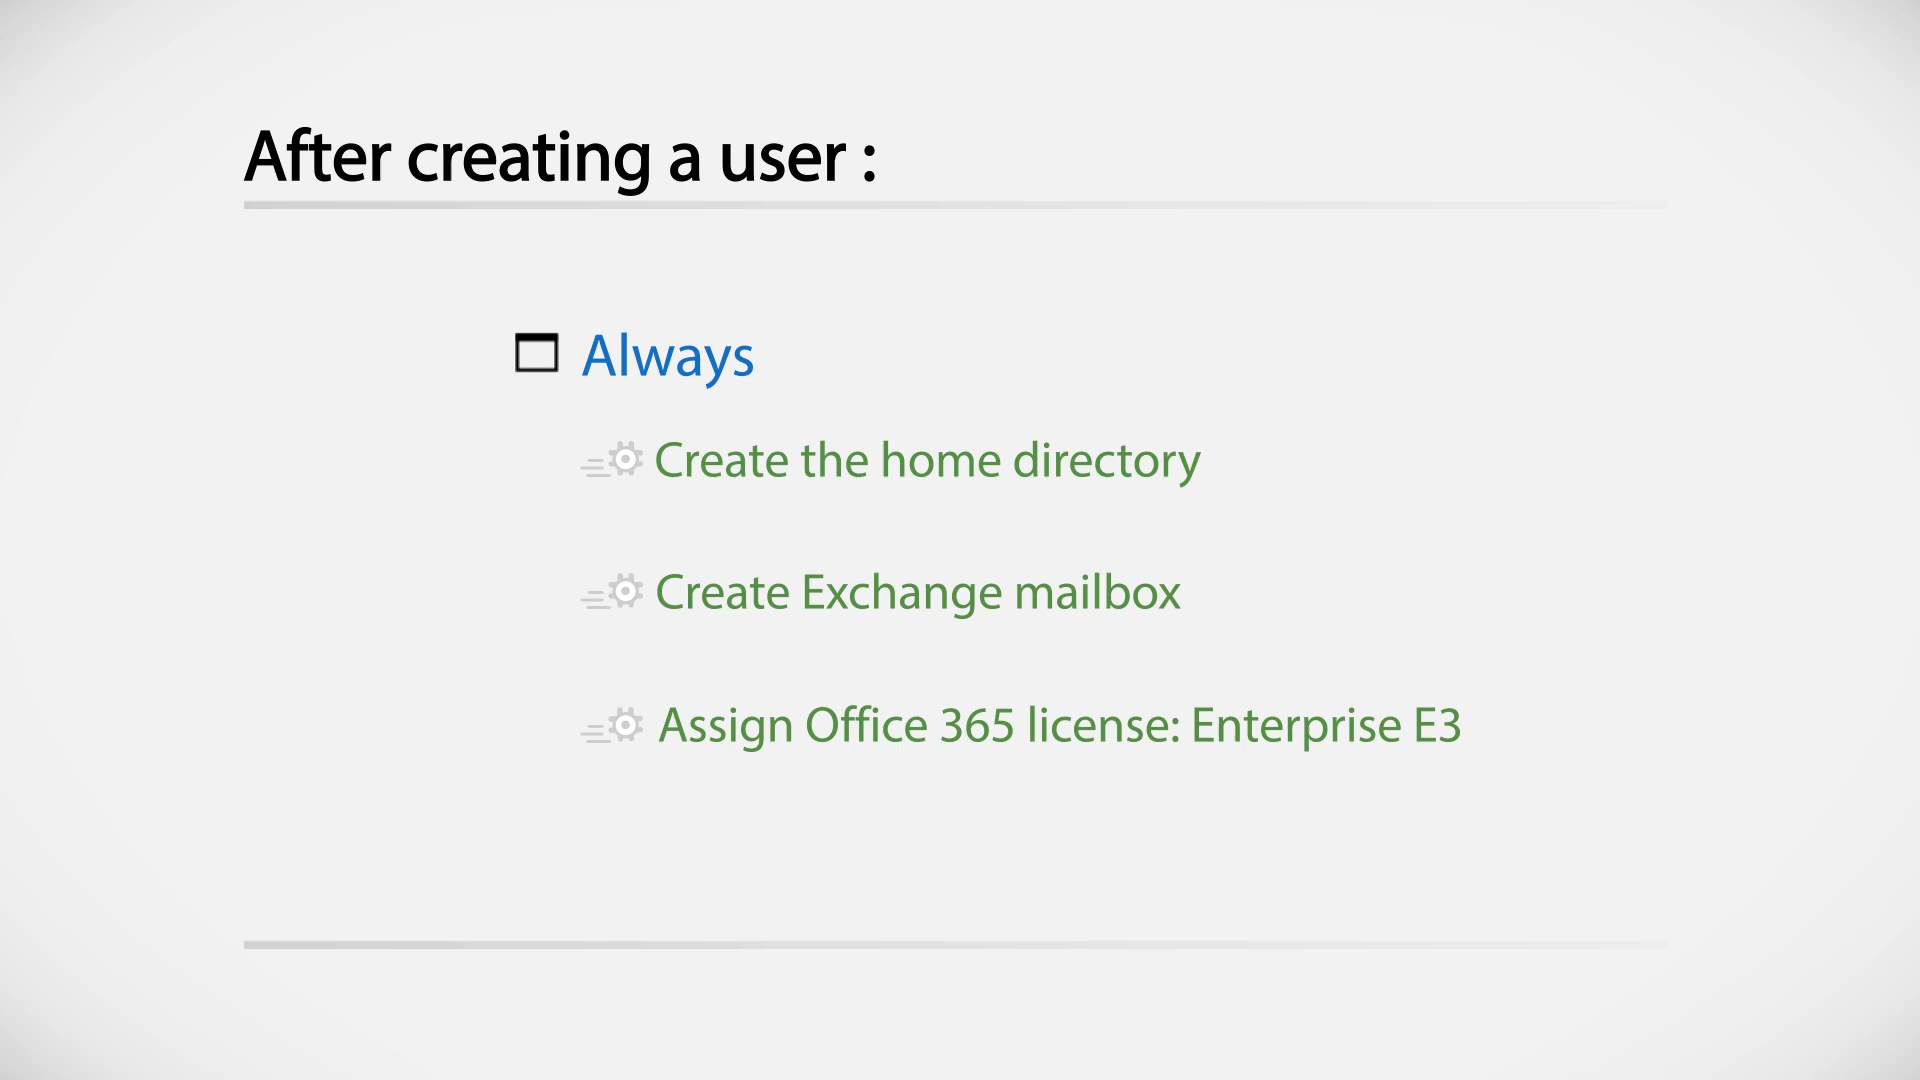 After creating a user :
Always
Create the home directory
Create Exchange mailbox
Assign Office 365 license: Enterprise E3